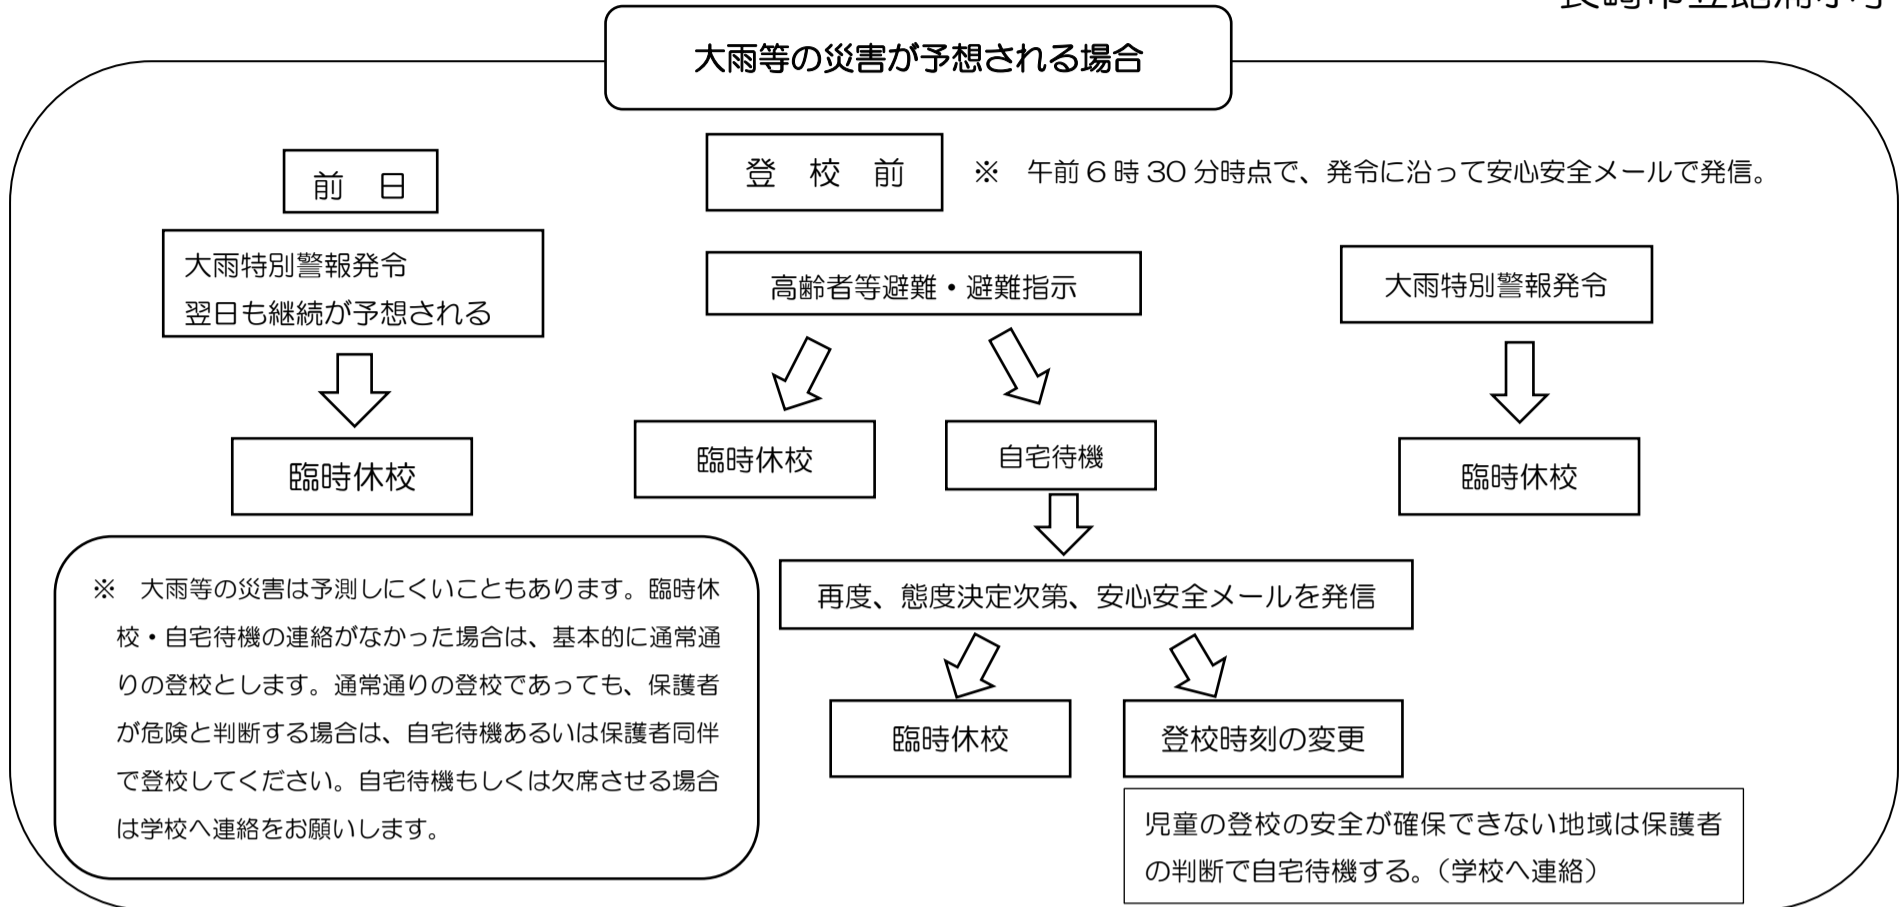 大雨等の災害が予想される場合
前 日
大雨特別警報発令
翌日も継続が予想される
臨時休校
登 校 前
※ 午前6時30分時点で、発令に沿って安心安全メールで発信。
高齢者等避難・避難指示
臨時休校
自宅待機
再度、態度決定次第、安心安全メールを発信
臨時休校
登校時刻の変更
児童の登校の安全が確保できない地域は保護者
の判断で自宅待機する。（学校へ連絡）
大雨特別警報発令
臨時休校
※ 大雨等の災害は予測しにくいこともあります。臨時休
校・自宅待機の連絡がなかった場合は、基本的に通常通
りの登校とします。通常通りの登校であっても、保護者
が危険と判断する場合は、自宅待機あるいは保護者同伴
で登校してください。自宅待機もしくは欠席させる場合
は学校へ連絡をお願いします。